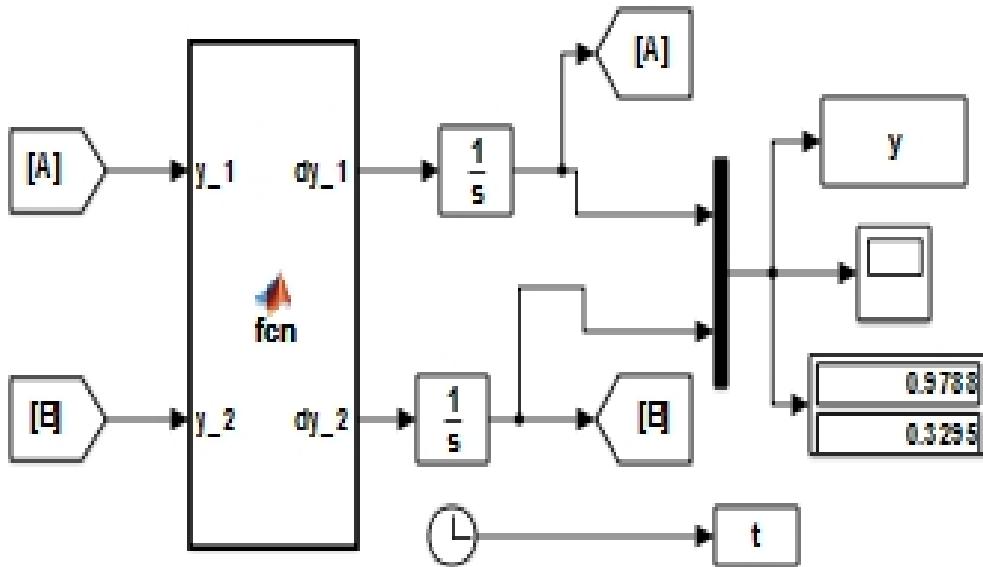 [A]
y
[A]
y_1
dy_1
1
s
fcn
0.9788
0.3295
[B]
y_2
dy_2
1
s
[B]
t